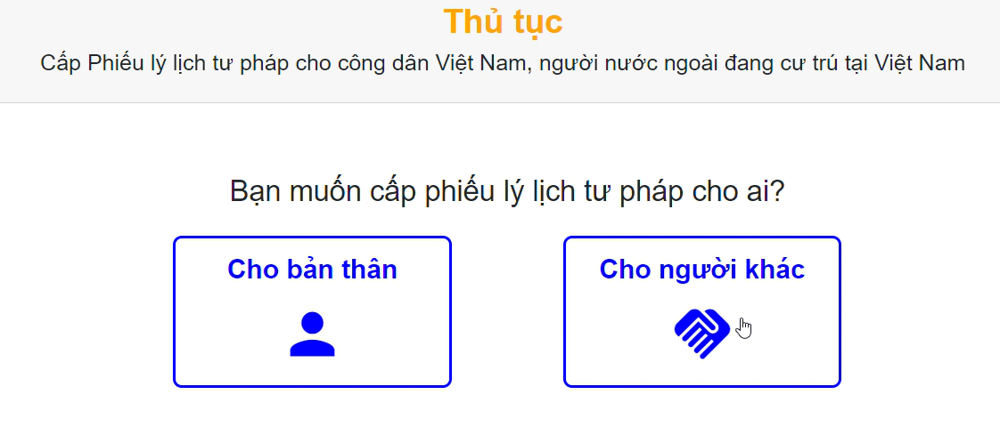 Thủ tục
Cấp Phiếu lý lịch tư pháp cho công dân Việt Nam, người nước ngoài đang cư trú tại Việt Nam
Bạn muốn cấp phiếu lý lịch tư pháp cho ai?
Cho bản thân
Cho người khác